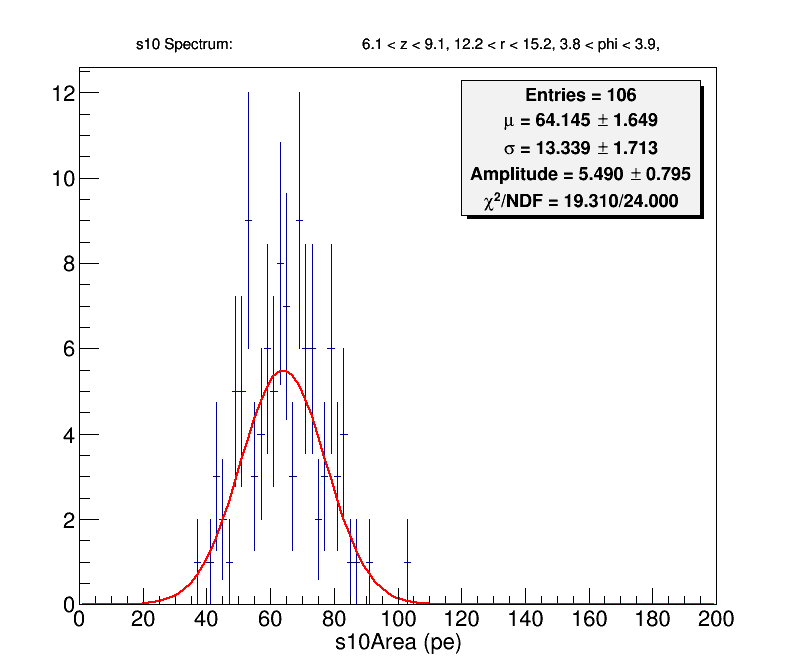 s10 Spectrum: 6.1 < z < 9.1, 12.2 < r < 15.2, 3.8 < phi < 3.9,
Entries = 106
μ = 64.145 ± 1.649
σ = 13.339 ± 1.713
Amplitude = 5.490 ± 0.795
χ²/NDF = 19.310/24.000
12
10
8
6
4
2
0
0 20 40 60 80 100 120 140 160 180 200
s10Area (pe)